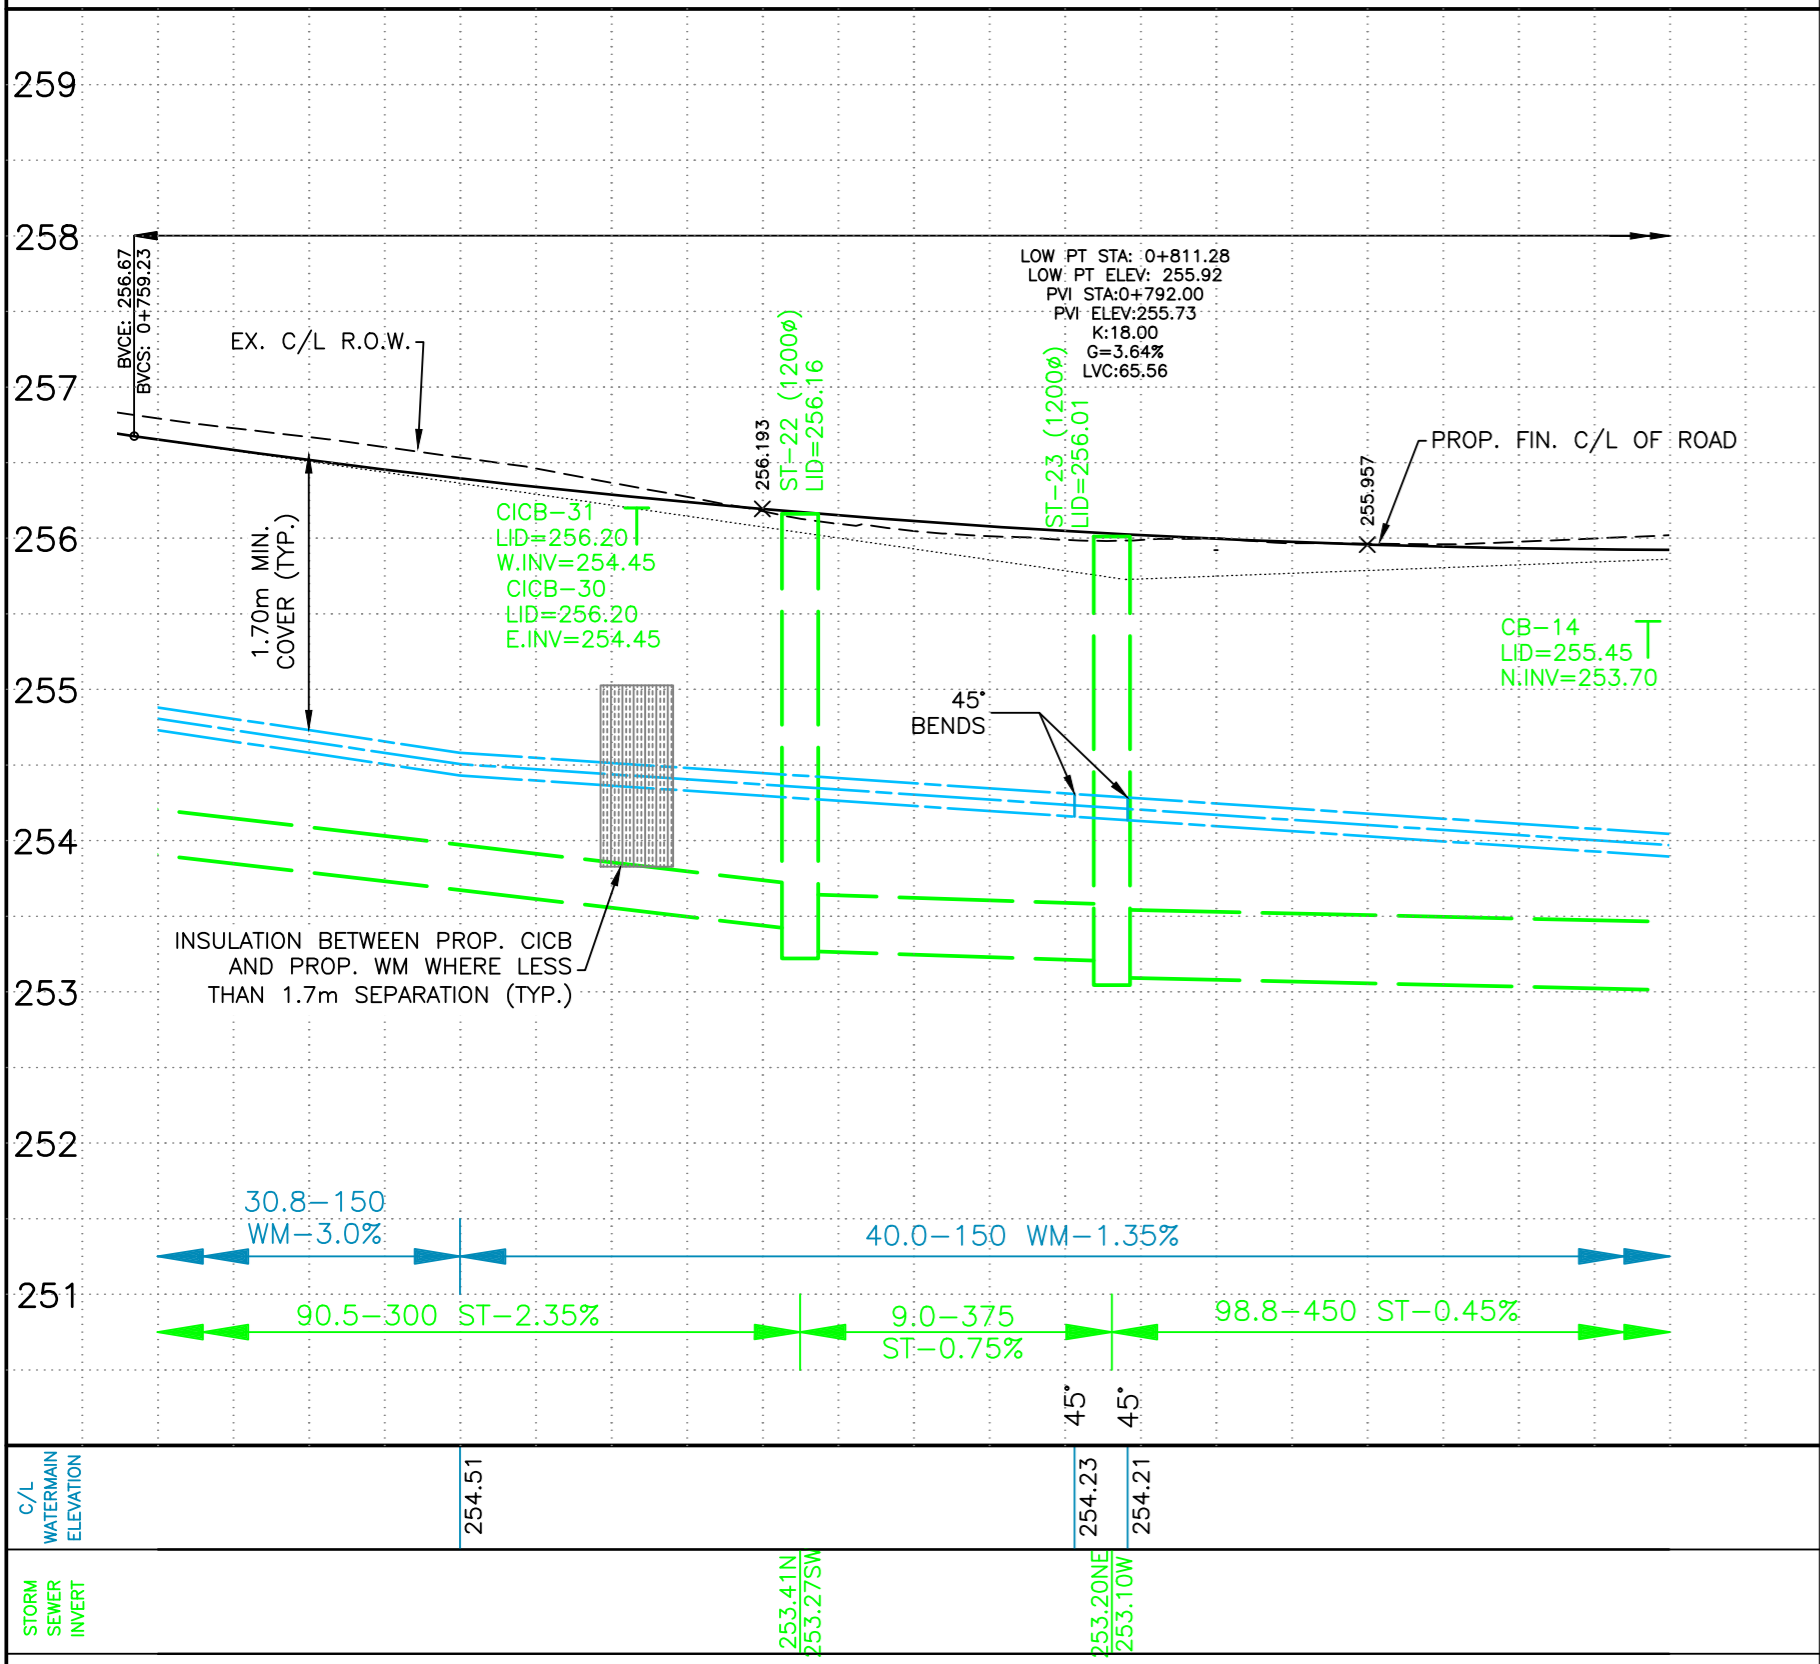 259
258
257
256
255
254
253
252
251
BVCE: 256.67
BVCS: 0+759.23
EX. C/L R.O.W.
LOW PT STA: 0+811.28
LOW PT ELEV: 255.92
PVI STA:0+792.00
PVI ELEV:255.73
K:18.00
G=3.64%
LVC:65.56
256.193
ST-22 (1200ø)
LID=256.16
ST-23 (1200ø)
LID=256.01
255.957
PROP. FIN. C/L OF ROAD
1.70m MIN.
COVER (TYP.)
CICB-31
LID=256.20
W.INV=254.45
CICB-30
LID=256.20
E.INV=254.45
CB-14
LID=255.45
N.INV=253.70
45°
BENDS
INSULATION BETWEEN PROP. CICB
AND PROP. WM WHERE LESS
THAN 1.7m SEPARATION (TYP.)
30.8-150
WM-3.0%
40.0-150 WM-1.35%
90.5-300 ST-2.35%
9.0-375
ST-0.75%
98.8-450 ST-0.45%
45°
45°
C/L
WATERMAIN
ELEVATION
254.51
254.23
254.21
STORM
SEWER
INVERT
253.41N
253.27SW
253.20NE
253.10W